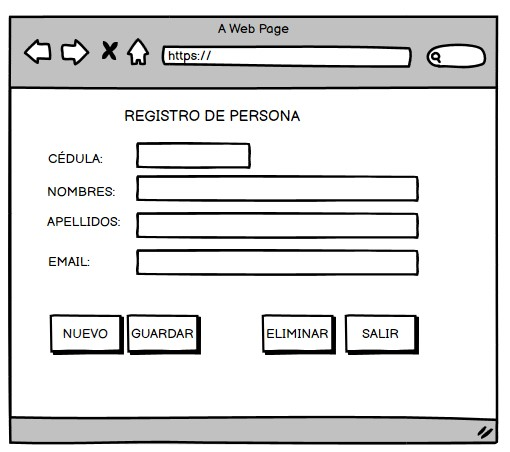 A Web Page
https://
REGISTRO DE PERSONA
CÉDULA:
NOMBRES:
APELLIDOS:
EMAIL:
NUEVO GUARDAR ELIMINAR SALIR